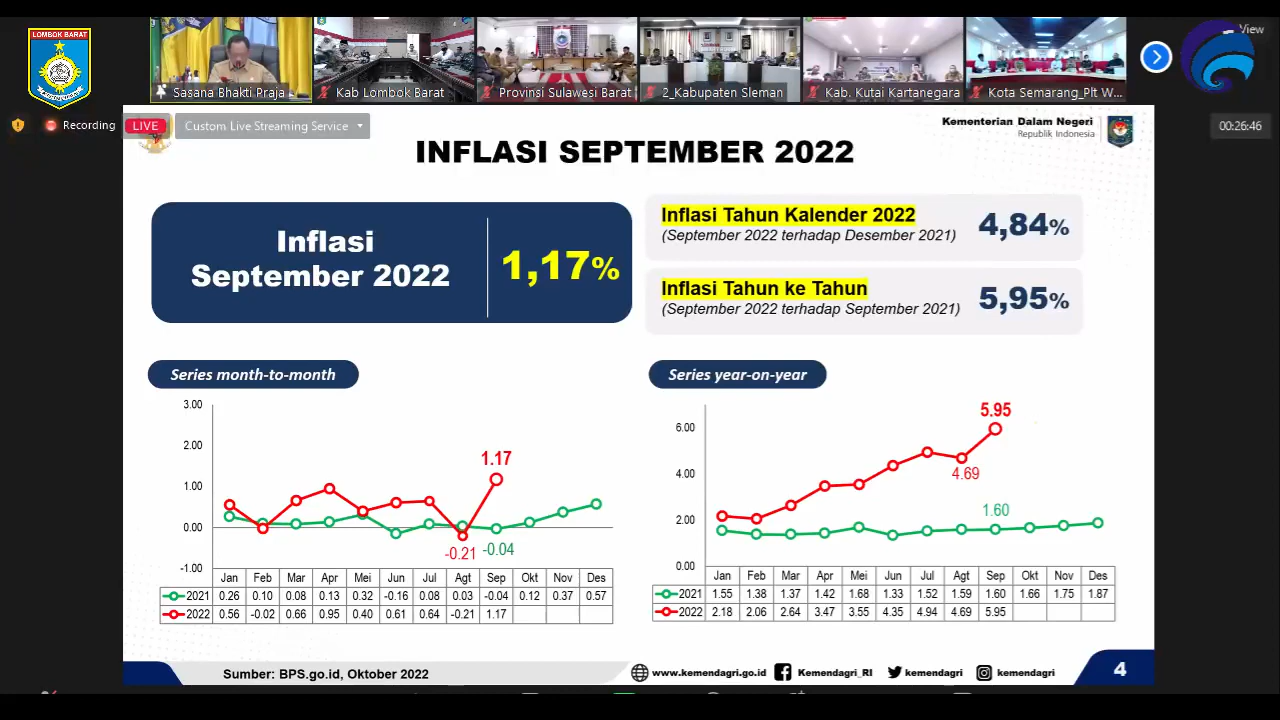 LOMBOK BARAT
View
Sasana Bhakti Praja
Kab Lombok Barat
Provinsi Sulawesi Barat
2_Kabupaten Sleman
Kab. Kutai Kartanegara
Kota Semarang_Plt W...
Recording
LIVE
Custom Live Streaming Service
00:26:46
Kementerian Dalam Negeri
Republik Indonesia
INFLASI SEPTEMBER 2022
Inflasi
September 2022
1,17%
Inflasi Tahun Kalender 2022
(September 2022 terhadap Desember 2021)
4,84%
Inflasi Tahun ke Tahun
(September 2022 terhadap September 2021)
5,95%
Series month-to-month
3.00
2.00
1.00
0.00
-1.00
1.17
-0.21
-0.04
Jan Feb Mar Apr Mei Jun Jul Agt Sep Okt Nov Des
2021 0.26 0.10 0.08 0.13 0.32 -0.16 0.08 0.03 -0.04 0.12 0.37 0.57
2022 0.56 -0.02 0.66 0.95 0.40 0.61 0.64 -0.21 1.17
Series year-on-year
6.00
4.00
2.00
0.00
5.95
4.69
1.60
Jan Feb Mar Apr Mei Jun Jul Agt Sep Okt Nov Des
2021 1.55 1.38 1.37 1.42 1.68 1.33 1.52 1.59 1.60 1.66 1.75 1.87
2022 2.18 2.06 2.64 3.47 3.55 4.35 4.94 4.69 5.95
Sumber: BPS.go.id, Oktober 2022
www.kemendagri.go.id
Kemendagri_RI
kemendagri
kemendagri
4